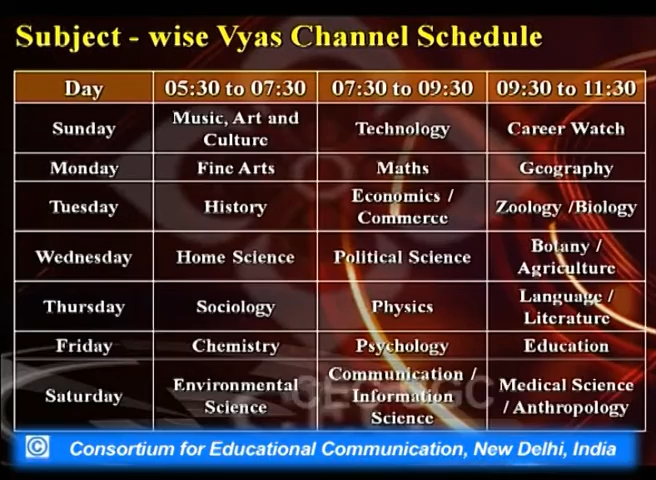 Subject - wise Vyas Channel Schedule
Day 05:30 to 07:30 07:30 to 09:30 09:30 to 11:30
Sunday Music, Art and Culture Technology Career Watch
Monday Fine Arts Maths Geography
Tuesday History Economics / Commerce Zoology /Biology
Wednesday Home Science Political Science Botany / Agriculture
Thursday Sociology Physics Language / Literature
Friday Chemistry Psychology Education
Saturday Environmental Science Communication / Information Science Medical Science / Anthropology
© Consortium for Educational Communication, New Delhi, India